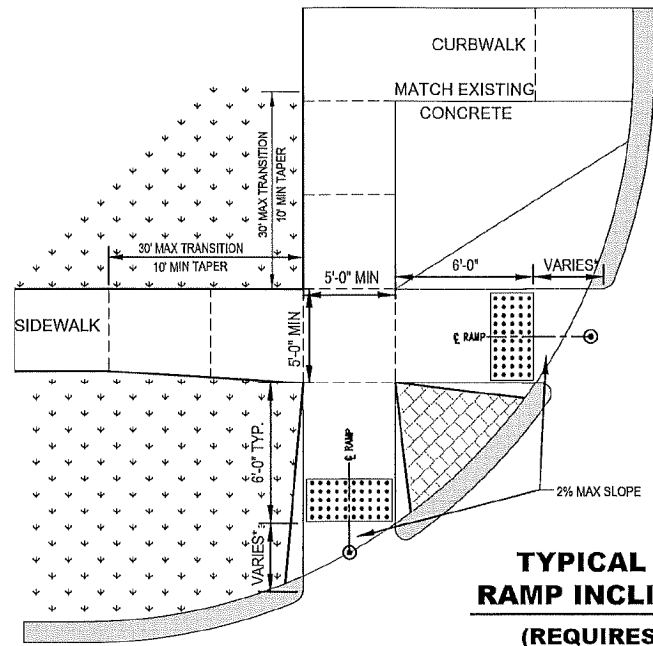 CURBWALK
MATCH EXISTING
CONCRETE
30' MAX TRANSITION
10' MIN TAPER
30' MAX TRANSITION
10' MIN TAPER
5'-0" MIN
6'-0"
VARIES*
SIDEWALK
5'-0" MIN
℄ RAMP
6'-0" TYP.
℄ RAMP
VARIES*
2% MAX SLOPE
TYPICAL
RAMP INCLI
(REQUIRES